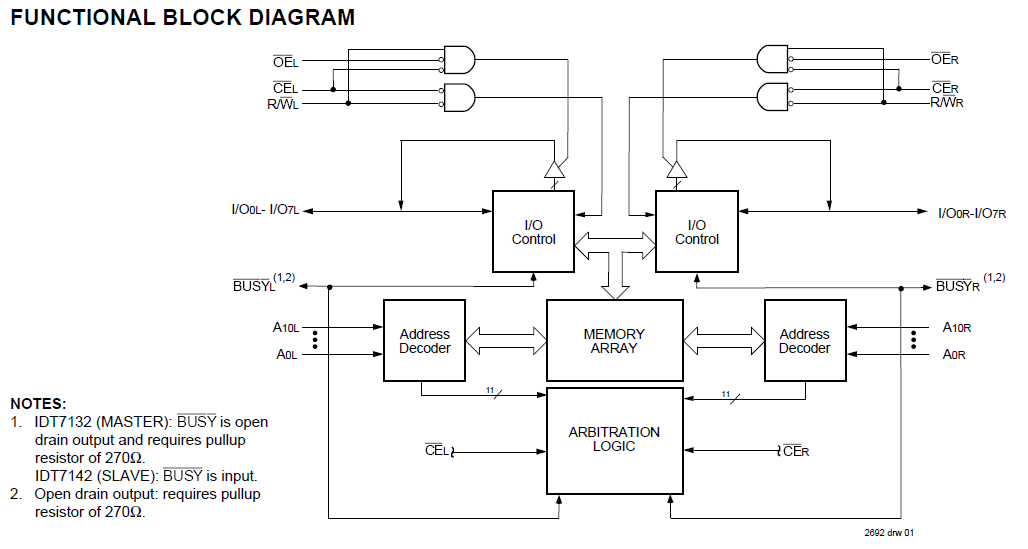 FUNCTIONAL BLOCK DIAGRAM
OEL
OER
CEL
CER
R/WL
R/WR
I/O0L- I/O7L
I/O Control
I/O Control
I/O0R-I/O7R
BUSYL(1,2)
BUSYR(1,2)
A10L
A0L
Address Decoder
MEMORY ARRAY
Address Decoder
A10R
A0R
11
11
ARBITRATION LOGIC
CEL
CER
NOTES:
1. IDT7132 (MASTER): BUSY is open
drain output and requires pullup
resistor of 270Ω.
IDT7142 (SLAVE): BUSY is input.
2. Open drain output: requires pullup
resistor of 270Ω.
2692 drw 01